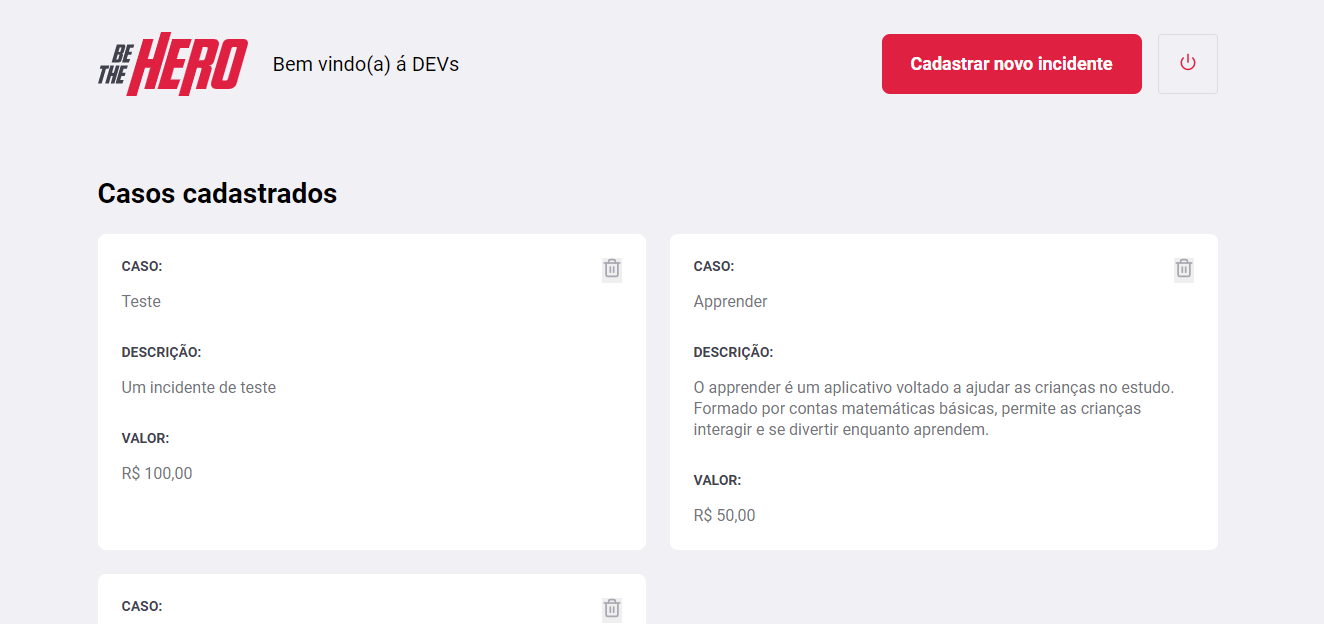 BE
THE HERO
Bem vindo(a) á DEVs
Cadastrar novo incidente
Casos cadastrados
CASO:
Teste
DESCRIÇÃO:
Um incidente de teste
VALOR:
R$ 100,00
CASO:
Apprender
DESCRIÇÃO:
O apprender é um aplicativo voltado a ajudar as crianças no estudo.
Formado por contas matemáticas básicas, permite as crianças
interagir e se divertir enquanto aprendem.
VALOR:
R$ 50,00
CASO: